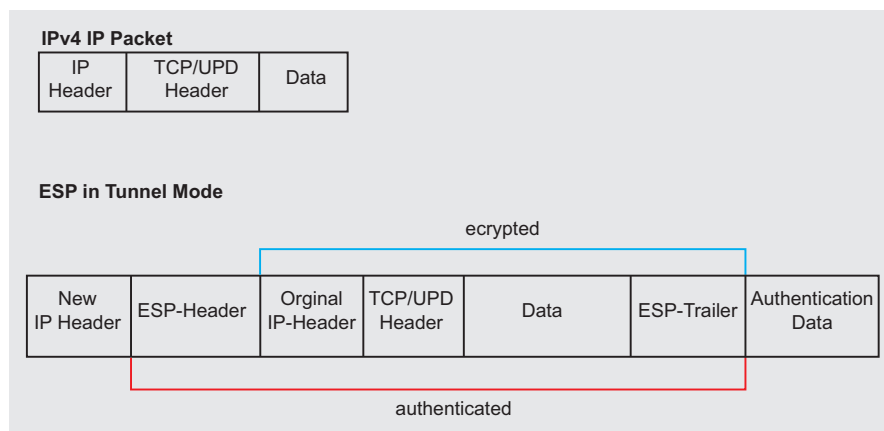 IPv4 IP Packet
IP
Header
TCP/UPD
Header
Data
ESP in Tunnel Mode
ecrypted
New
IP Header
ESP-Header
Orginal
IP-Header
TCP/UPD
Header
Data
ESP-Trailer
Authentication
Data
authenticated